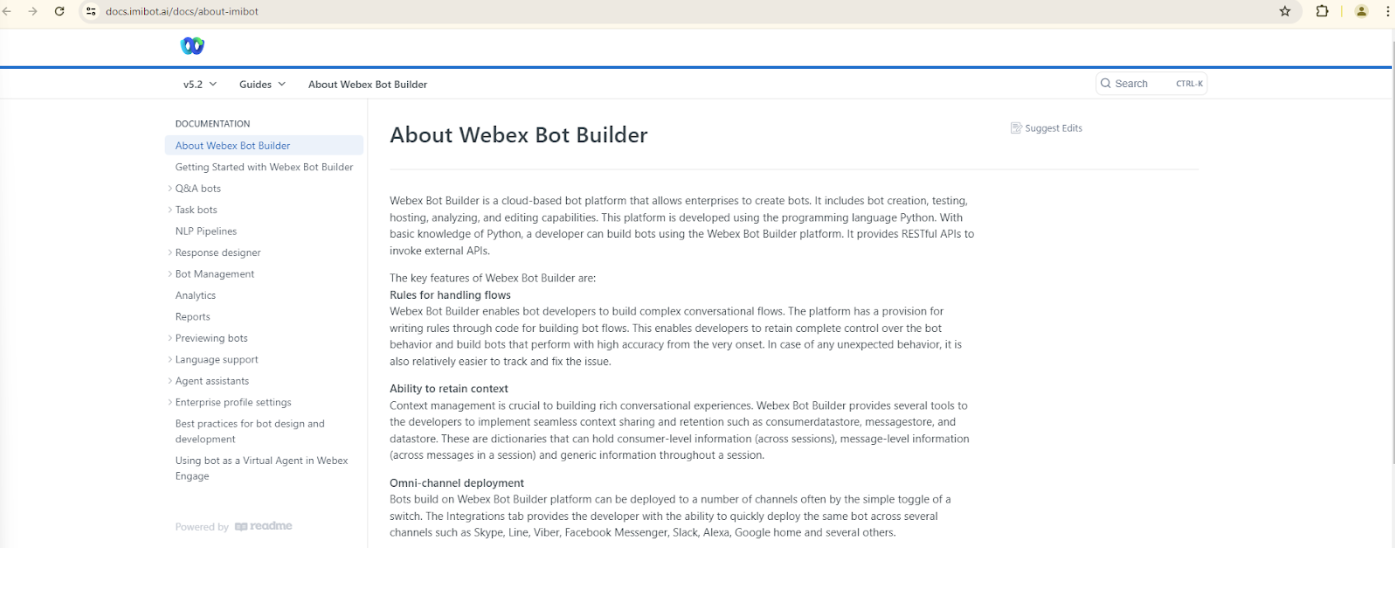 docs.imibot.ai/docs/about-imibot
v5.2 Guides About Webex Bot Builder Search CTRL-K
DOCUMENTATION
About Webex Bot Builder
Getting Started with Webex Bot Builder
Q&A bots
Task bots
NLP Pipelines
Response designer
Bot Management
Analytics
Reports
Previewing bots
Language support
Agent assistants
Enterprise profile settings
Best practices for bot design and
development
Using bot as a Virtual Agent in Webex
Engage
Powered by readme
About Webex Bot Builder
Suggest Edits
Webex Bot Builder is a cloud-based bot platform that allows enterprises to create bots. It includes bot creation, testing,
hosting, analyzing, and editing capabilities. This platform is developed using the programming language Python. With
basic knowledge of Python, a developer can build bots using the Webex Bot Builder platform. It provides RESTful APIs to
invoke external APIs.
The key features of Webex Bot Builder are:
Rules for handling flows
Webex Bot Builder enables bot developers to build complex conversational flows. The platform has a provision for
writing rules through code for building bot flows. This enables developers to retain complete control over the bot
behavior and build bots that perform with high accuracy from the very onset. In case of any unexpected behavior, it is
also relatively easier to track and fix the issue.
Ability to retain context
Context management is crucial to building rich conversational experiences. Webex Bot Builder provides several tools to
the developers to implement seamless context sharing and retention such as consumerdatastore, messagestore, and
datastore. These are dictionaries that can hold consumer-level information (across sessions), message-level information
(across messages in a session) and generic information throughout a session.
Omni-channel deployment
Bots build on Webex Bot Builder platform can be deployed to a number of channels often by the simple toggle of a
switch. The Integrations tab provides the developer with the ability to quickly deploy the same bot across several
channels such as Skype, Line, Viber, Facebook Messenger, Slack, Alexa, Google home and several others.